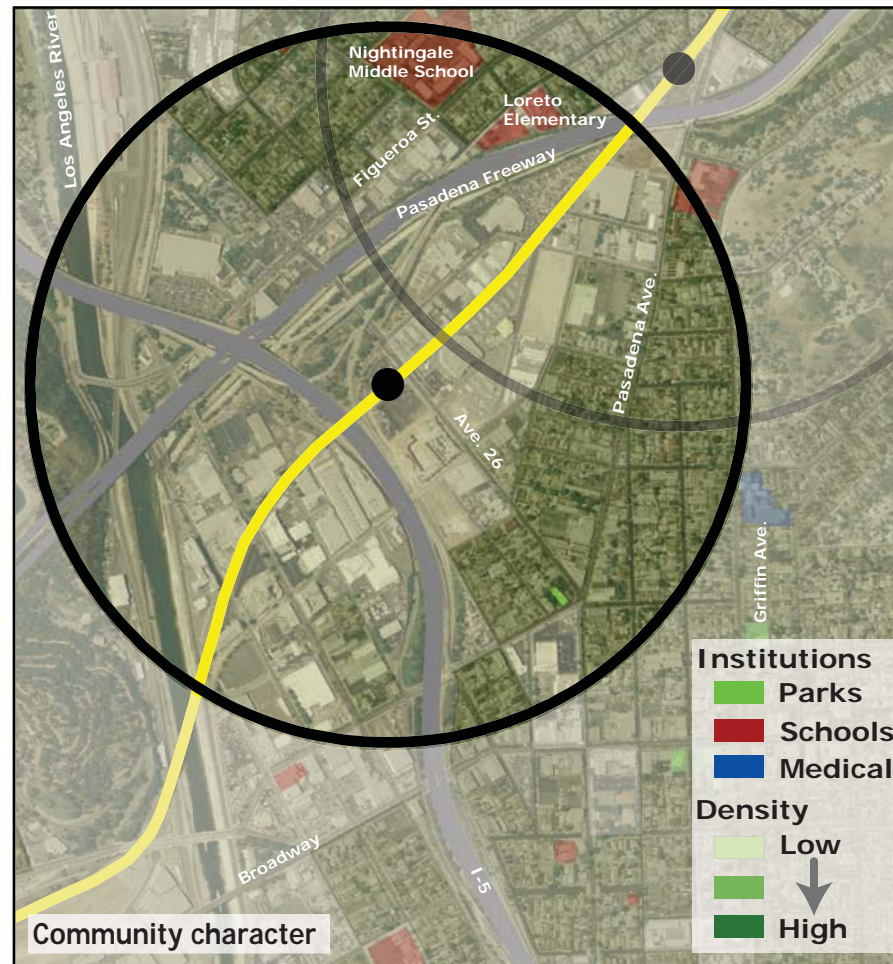 Los Angeles River
Nightingale
Middle School
Loreto
Elementary
Figueroa St.
Pasadena Freeway
Pasadena Ave.
Ave. 26
Griffin Ave.
Broadway
I-5
Institutions
Parks
Schools
Medical
Density
Low
High
Community character